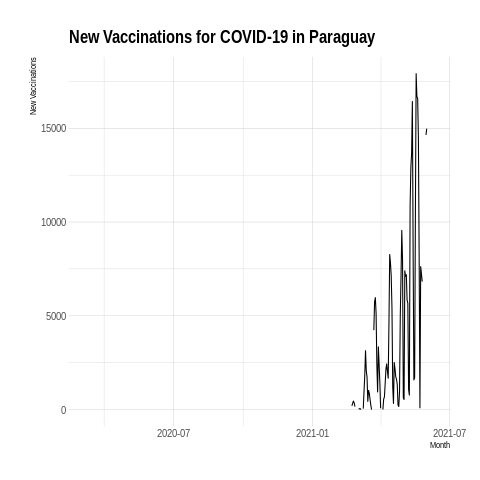 New Vaccinations for COVID-19 in Paraguay
New Vaccinations
15000
10000
5000
0
2020-07
2021-01
2021-07
Month